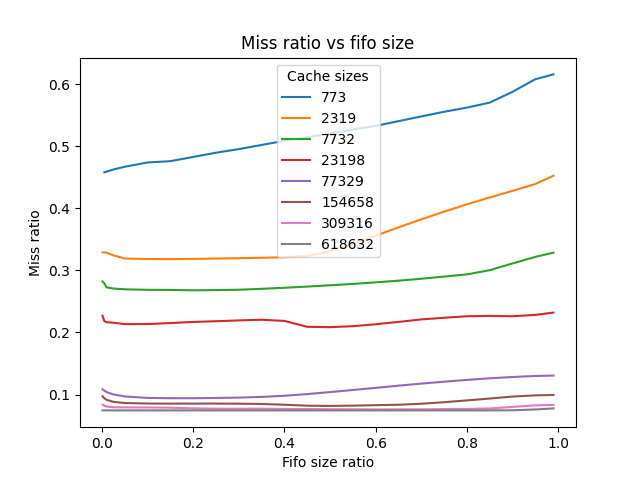 Miss ratio vs fifo size
Cache sizes
773
2319
7732
23198
77329
154658
309316
618632
Miss ratio
0.6
0.5
0.4
0.3
0.2
0.1
0.0 0.2 0.4 0.6 0.8 1.0
Fifo size ratio